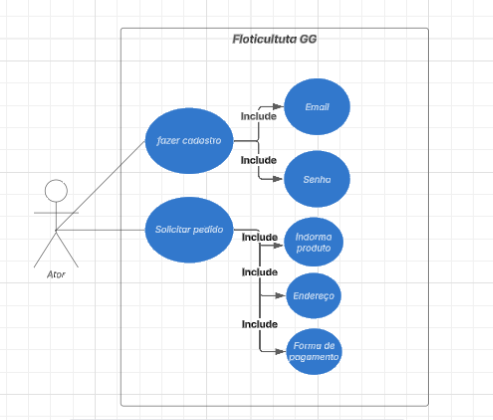 Floticultuta GG
Email
Include
fazer cadastro
Include
Senha
Solicitar pedido
Include
Indorma
produto
Include
Endereço
Ator
Include
Forma de
pagamento